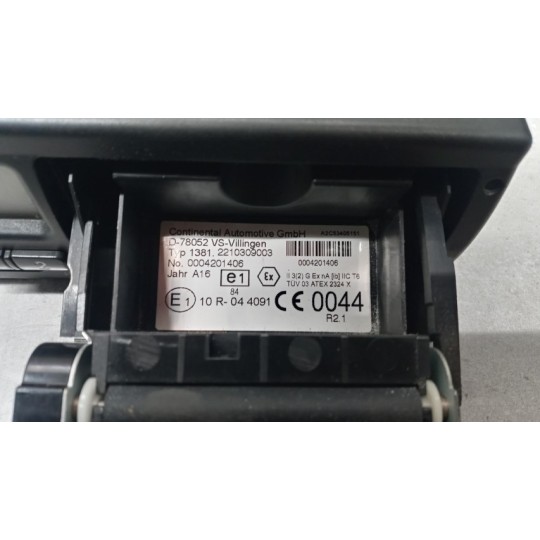 Continental Automotive GmbH
D-78052 VS-Villingen
Typ 1381. 2210309003
No. 0004201406
0004201406
Jahr A16 e1 Ex
II 3(2) G Ex nA [ib] IIC T6
TÜV 03 ATEX 2324 X
84
E1 10 R- 04 4091 CE 0044
R2.1
2